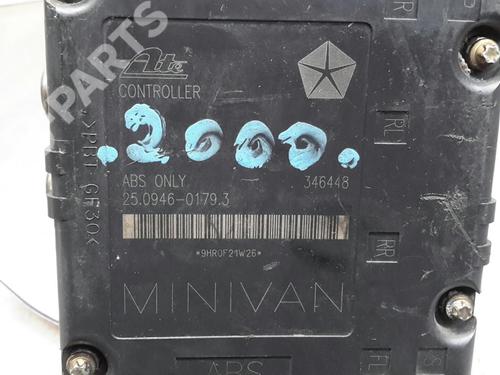 PARTS
Ate
CONTROLLER
.2000.
ABS ONLY 346448
25.0946-0179.3
*9HR0F21W26*
MINIVAN
>PBT GF30<
RL
RR
FL
ABS